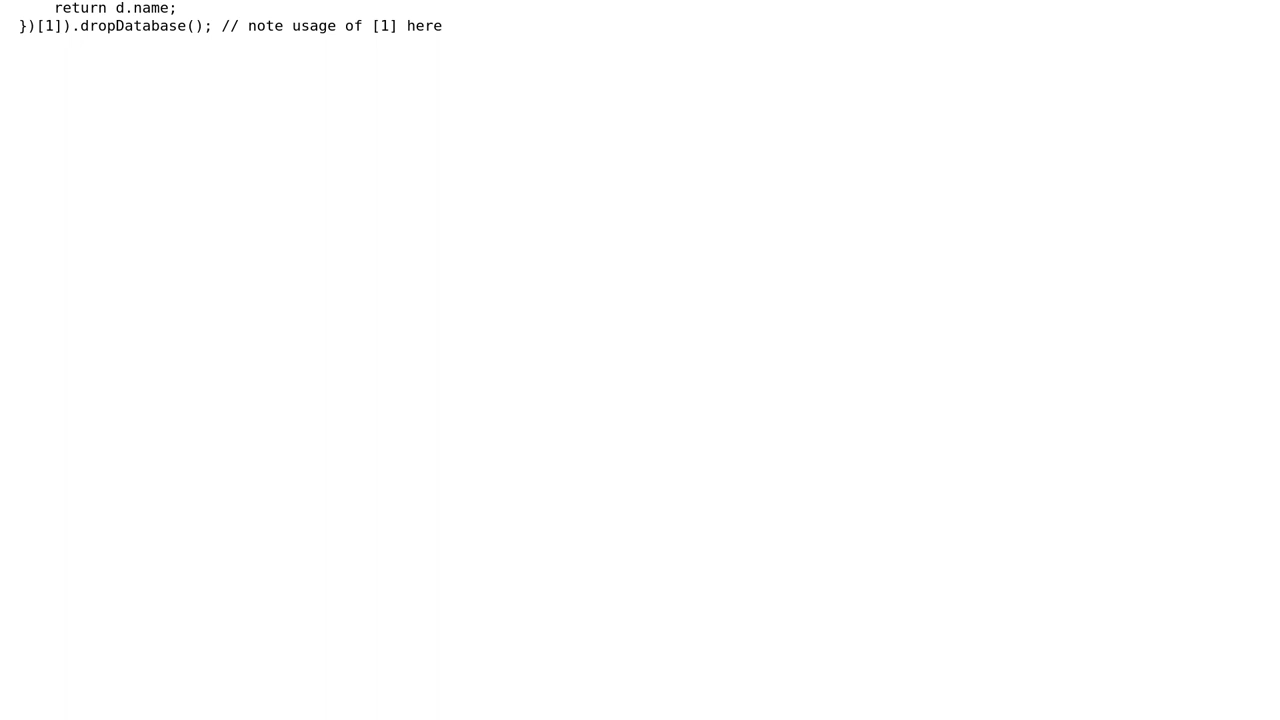 return d.name;
})[1]).dropDatabase(); // note usage of [1] here